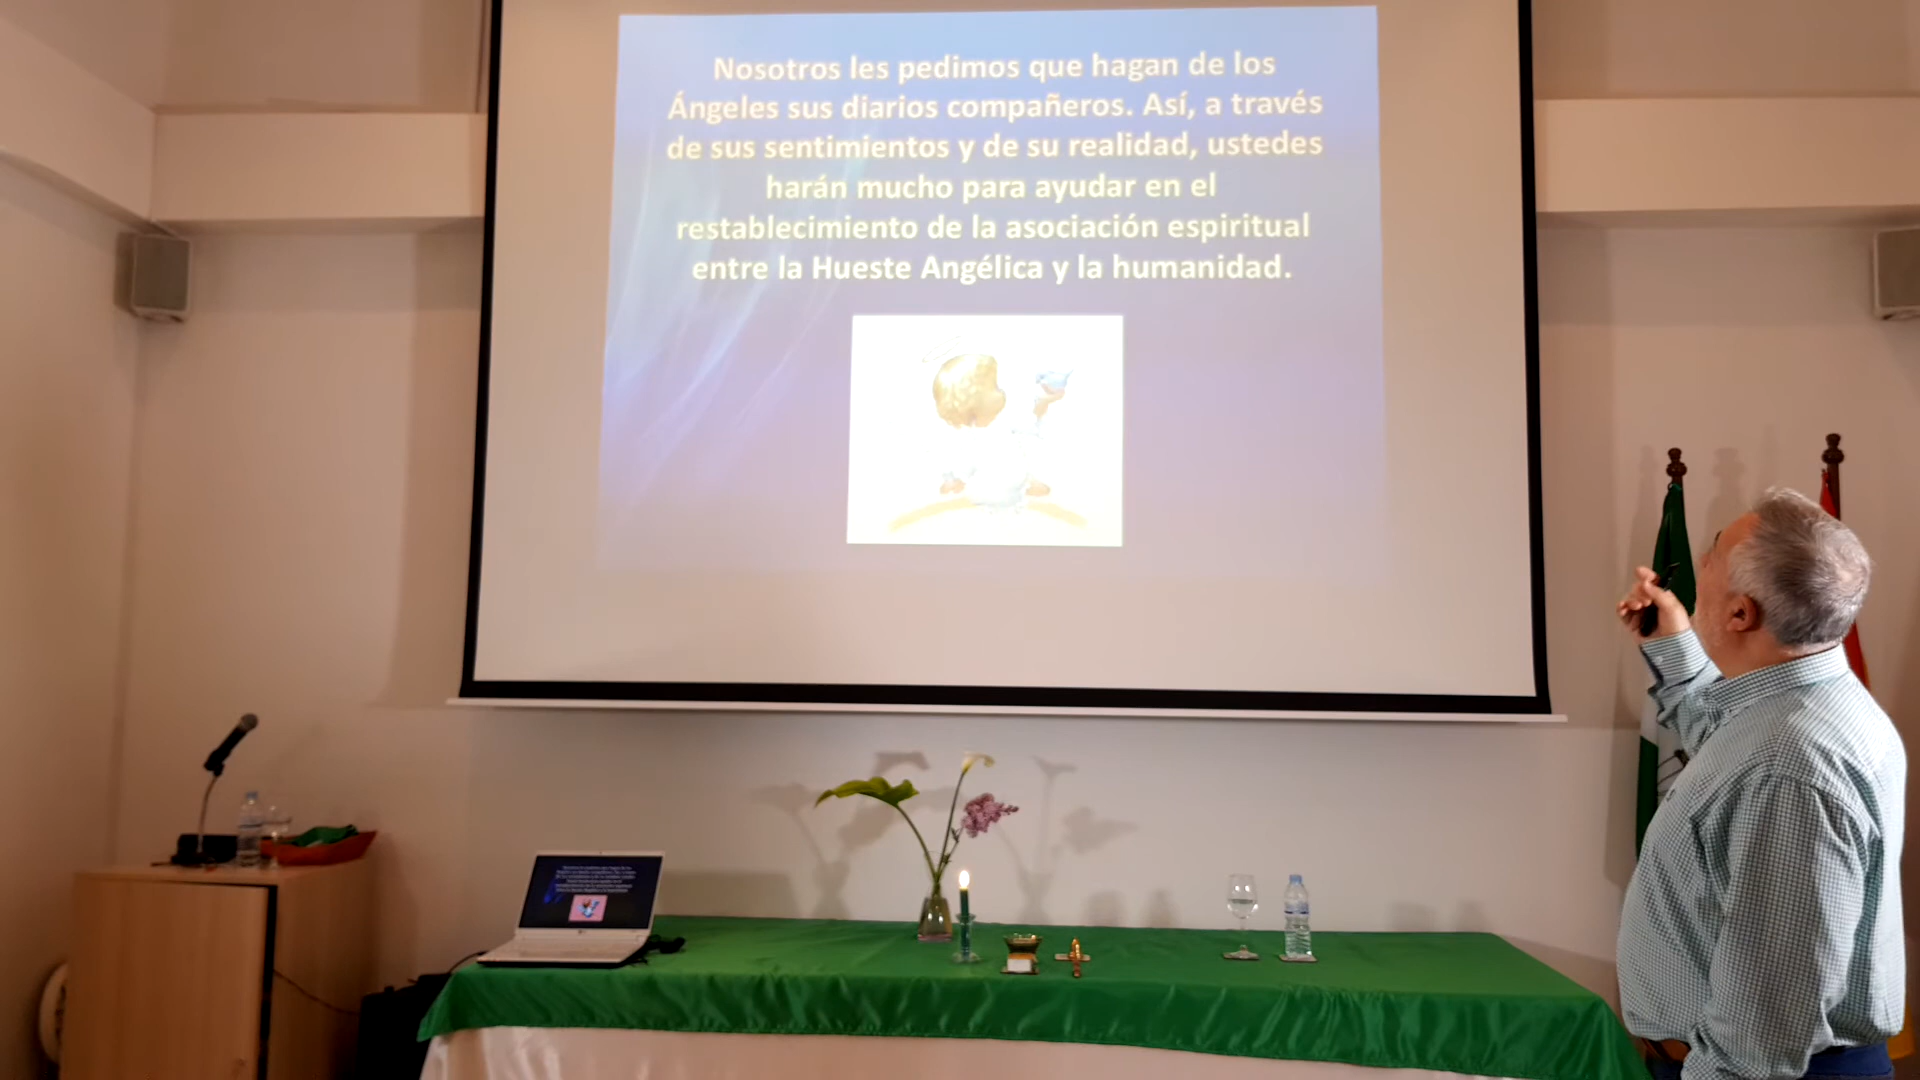 Nosotros les pedimos que hagan de los
Ángeles sus diarios compañeros. Así, a través
de sus sentimientos y de su realidad, ustedes
harán mucho para ayudar en el
restablecimiento de la asociación espiritual
entre la Hueste Angélica y la humanidad.